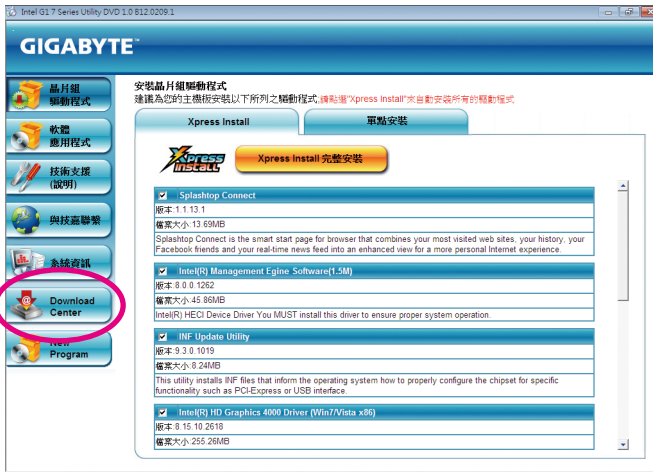 Intel G1.7 Series Utility DVD 1.0 B12.0209.1
GIGABYTE™
晶片組
驅動程式
軟體
應用程式
技術支援
(說明)
與技嘉聯繫
系統資訊
Download
Center
New
Program
安裝晶片組驅動程式
建議為您的主機板安裝以下所列之驅動程式;請點選"Xpress Install"來自動安裝所有的驅動程式
Xpress Install
單點安裝
Xpress
INSTALL
Xpress Install 完整安裝
Splashtop Connect
版本:1.1.13.1
檔案大小:13.69MB
Splashtop Connect is the smart start page for browser that combines your most visited web sites, your history, your
Facebook friends and your real-time news feed into an enhanced view for a more personal Internet experience.
Intel(R) Management Egine Software(1.5M)
版本:8.0.0.1262
檔案大小:45.86MB
Intel(R) HECI Device Driver You MUST install this driver to ensure proper system operation.
INF Update Utility
版本:9.3.0.1019
檔案大小:8.24MB
This utility installs INF files that inform the operating system how to properly configure the chipset for specific
functionality such as PCI-Express or USB interface.
Intel(R) HD Graphics 4000 Driver (Win7/Vista x86)
版本:8.15.10.2618
檔案大小:255.26MB